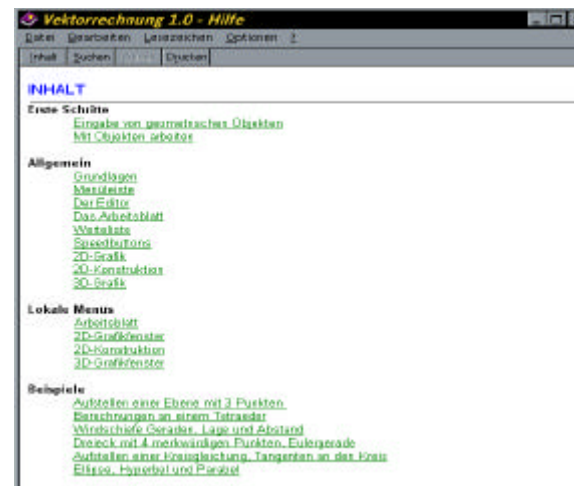 Vektorrechnung 1.0 - Hilfe
Datei Bearbeiten Lesezeichen Optionen ?
Inhalt Suchen Drucken
INHALT
Erste Schritte
Eingabe von geometrischen Objekten
Mit Objekten arbeiten
Allgemein
Grundlagen
Menüleiste
Der Editor
Das Arbeitsblatt
Werteliste
Speedbuttons
2D-Grafik
2D-Konstruktion
3D-Grafik
Lokale Menüs
Arbeitsblatt
2D-Grafikfenster
2D-Konstruktion
3D-Grafikfenster
Beispiele
Aufstellen einer Ebene mit 3 Punkten
Berechnungen an einem Tetraeder
Windschiefe Geraden, Lage und Abstand
Dreieck mit 4 merkwürdigen Punkten, Eulergerade
Aufstellen einer Kreisgleichung, Tangenten an den Kreis
Ellipse, Hyperbel und Parabel